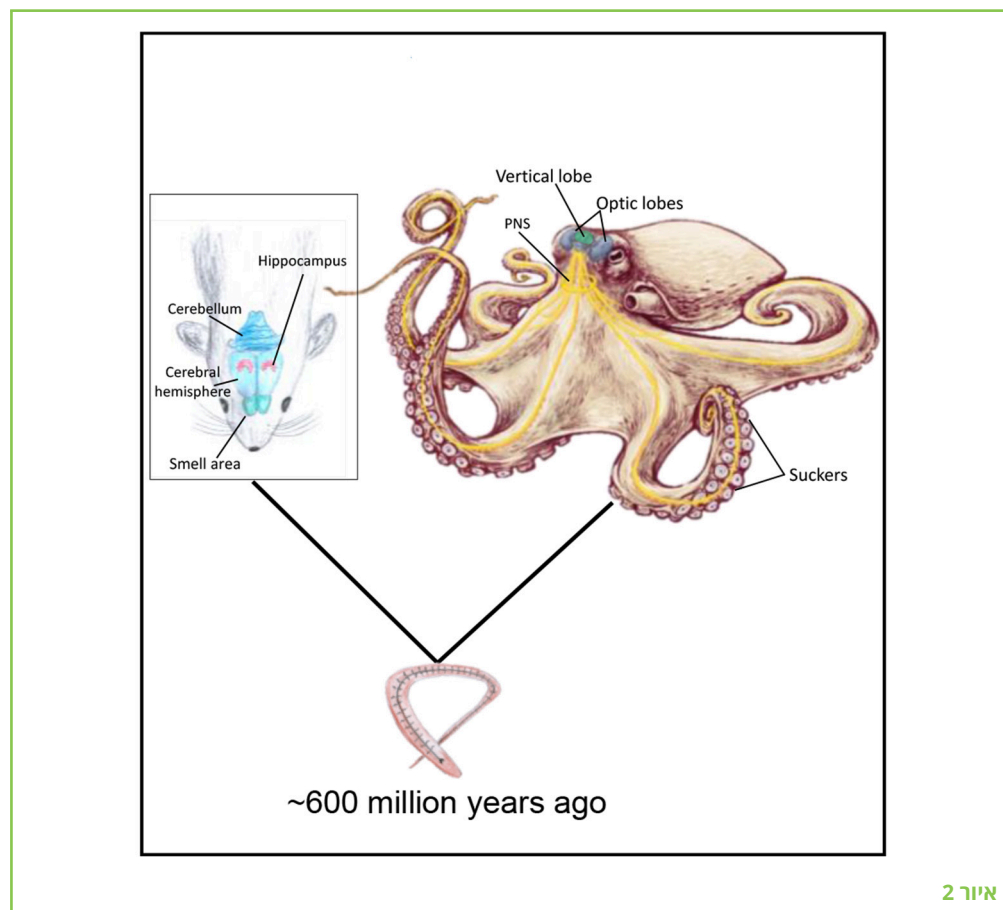 Vertical lobe
Optic lobes
PNS
Hippocampus
Cerebellum
Cerebral
hemisphere
Smell area
Suckers
~600 million years ago
איור 2